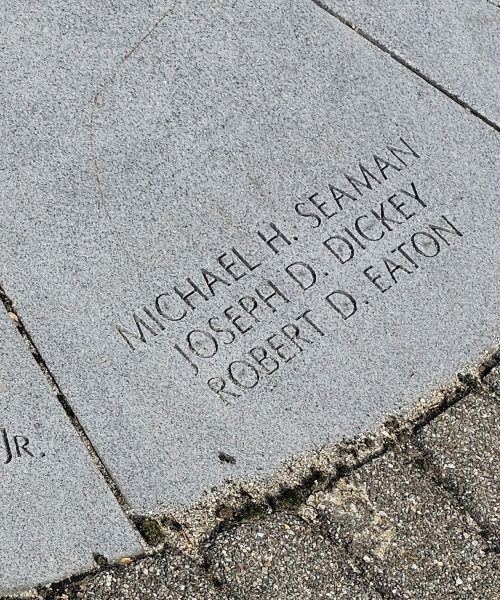 MICHAEL H. SEAMAN
JOSEPH D. DICKEY
ROBERT D. EATON
JR.